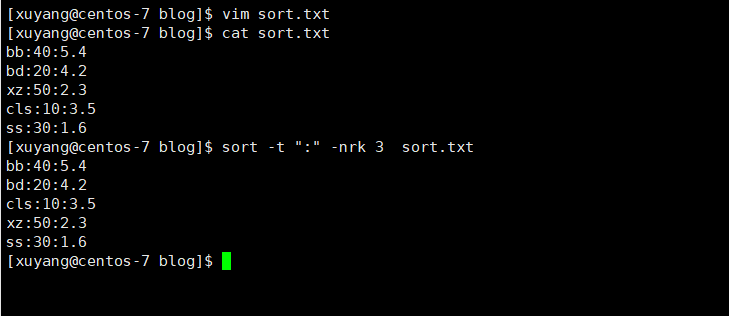 [xuyang@centos-7 blog]$ vim sort.txt
[xuyang@centos-7 blog]$ cat sort.txt
bb:40:5.4
bd:20:4.2
xz:50:2.3
cls:10:3.5
ss:30:1.6
[xuyang@centos-7 blog]$ sort -t ":" -nrk 3  sort.txt
bb:40:5.4
bd:20:4.2
cls:10:3.5
xz:50:2.3
ss:30:1.6
[xuyang@centos-7 blog]$